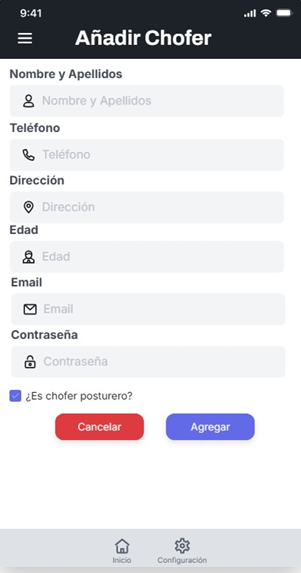 9:41
Añadir Chofer
Nombre y Apellidos
Nombre y Apellidos
Teléfono
Teléfono
Dirección
Dirección
Edad
Edad
Email
Email
Contraseña
Contraseña
¿Es chofer posturero?
Cancelar Agregar
Inicio Configuración